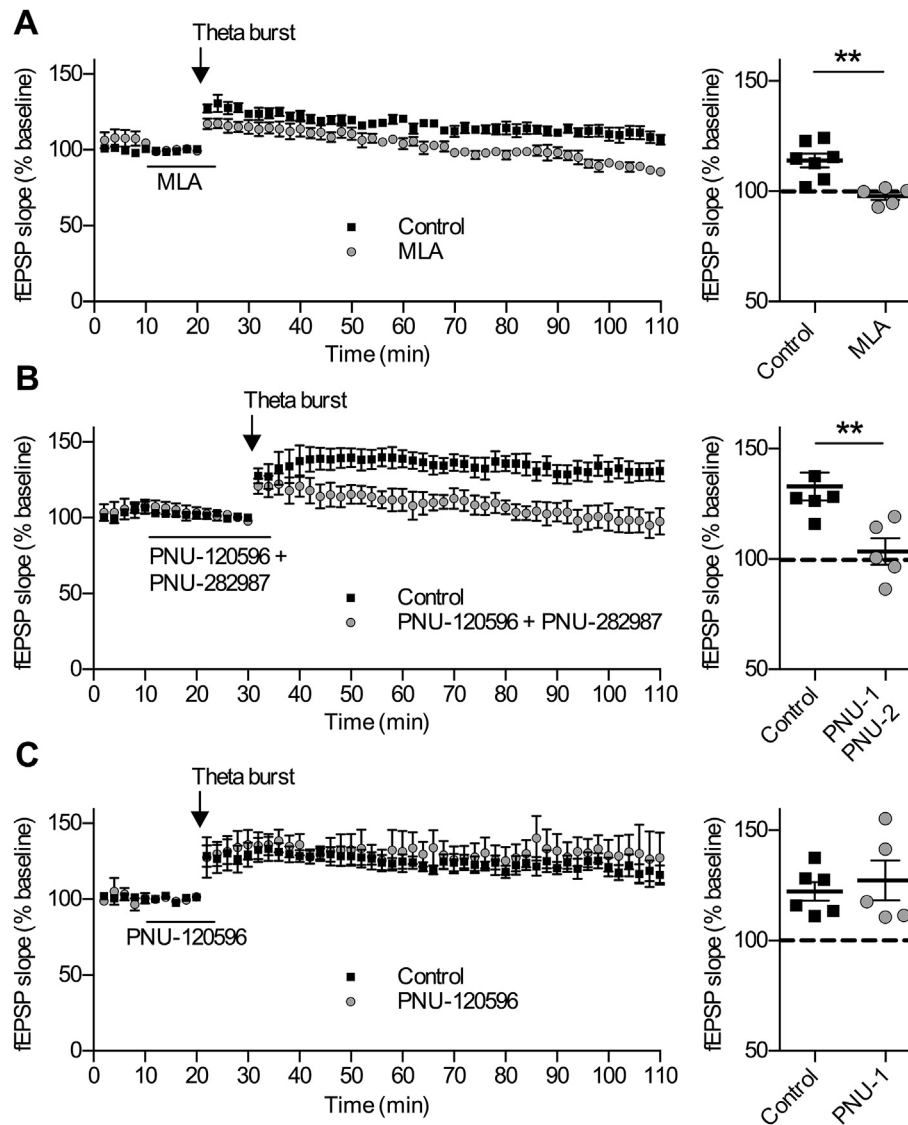 A
Theta burst
fEPSP slope (% baseline)
150
100
50
0
MLA
Control
MLA
0 10 20 30 40 50 60 70 80 90 100 110
Time (min)
fEPSP slope (% baseline)
150
100
50
**
Control
MLA
B
Theta burst
fEPSP slope (% baseline)
150
100
50
0
PNU-120596 +
PNU-282987
Control
PNU-120596 + PNU-282987
0 10 20 30 40 50 60 70 80 90 100 110
Time (min)
fEPSP slope (% baseline)
150
100
50
**
Control
PNU-1
PNU-2
C
Theta burst
fEPSP slope (% baseline)
150
100
50
0
PNU-120596
Control
PNU-120596
0 10 20 30 40 50 60 70 80 90 100 110
Time (min)
fEPSP slope (% baseline)
150
100
50
Control
PNU-1